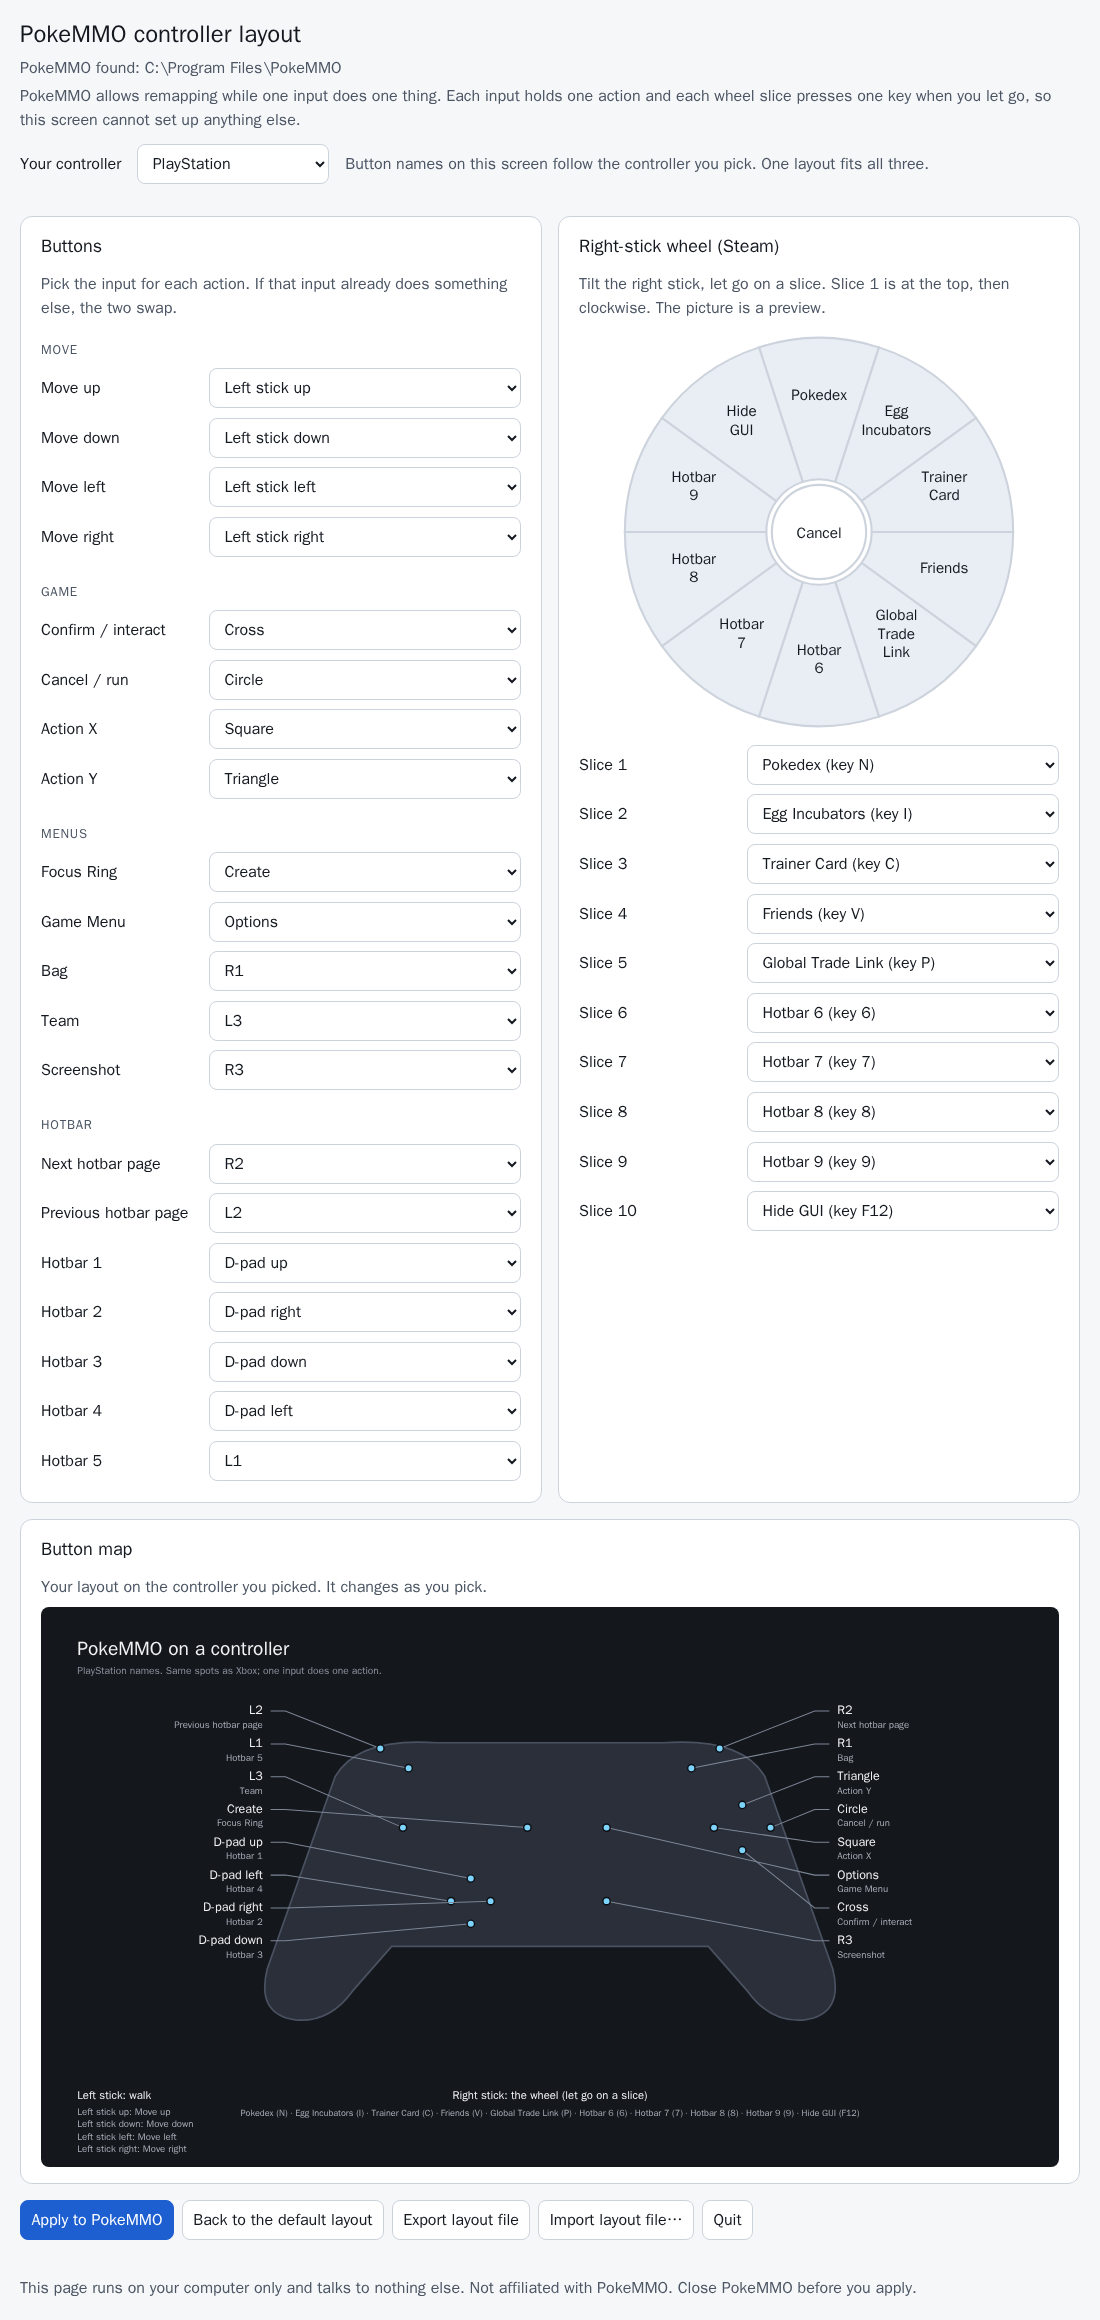 PokeMMO controller layout
PokeMMO found: C:\Program Files\PokeMMO
PokeMMO allows remapping while one input does one thing. Each input holds one action and each wheel slice presses one key when you let go, so
this screen cannot set up anything else.
Your controller PlayStation Button names on this screen follow the controller you pick. One layout fits all three.
Buttons
Pick the input for each action. If that input already does something
else, the two swap.
MOVE
Move up Left stick up
Move down Left stick down
Move left Left stick left
Move right Left stick right
GAME
Confirm / interact Cross
Cancel / run Circle
Action X Square
Action Y Triangle
MENUS
Focus Ring Create
Game Menu Options
Bag R1
Team L3
Screenshot R3
HOTBAR
Next hotbar page R2
Previous hotbar page L2
Hotbar 1 D-pad up
Hotbar 2 D-pad right
Hotbar 3 D-pad down
Hotbar 4 D-pad left
Hotbar 5 L1
Right-stick wheel (Steam)
Tilt the right stick, let go on a slice. Slice 1 is at the top, then
clockwise. The picture is a preview.
Pokedex
Egg
Incubators
Trainer
Card
Friends
Global
Trade
Link
Hotbar
6
Hotbar
7
Hotbar
8
Hotbar
9
Hide
GUI
Cancel
Slice 1 Pokedex (key N)
Slice 2 Egg Incubators (key I)
Slice 3 Trainer Card (key C)
Slice 4 Friends (key V)
Slice 5 Global Trade Link (key P)
Slice 6 Hotbar 6 (key 6)
Slice 7 Hotbar 7 (key 7)
Slice 8 Hotbar 8 (key 8)
Slice 9 Hotbar 9 (key 9)
Slice 10 Hide GUI (key F12)
Button map
Your layout on the controller you picked. It changes as you pick.
PokeMMO on a controller
PlayStation names. Same spots as Xbox; one input does one action.
L2
Previous hotbar page
L1
Hotbar 5
L3
Team
Create
Focus Ring
D-pad up
Hotbar 1
D-pad left
Hotbar 4
D-pad right
Hotbar 2
D-pad down
Hotbar 3
R2
Next hotbar page
R1
Bag
Triangle
Action Y
Circle
Cancel / run
Square
Action X
Options
Game Menu
Cross
Confirm / interact
R3
Screenshot
Left stick: walk
Left stick up: Move up
Left stick down: Move down
Left stick left: Move left
Left stick right: Move right
Right stick: the wheel (let go on a slice)
Pokedex (N) · Egg Incubators (I) · Trainer Card (C) · Friends (V) · Global Trade Link (P) · Hotbar 6 (6) · Hotbar 7 (7) · Hotbar 8 (8) · Hotbar 9 (9) · Hide GUI (F12)
Apply to PokeMMO Back to the default layout Export layout file Import layout file··· Quit
This page runs on your computer only and talks to nothing else. Not affiliated with PokeMMO. Close PokeMMO before you apply.